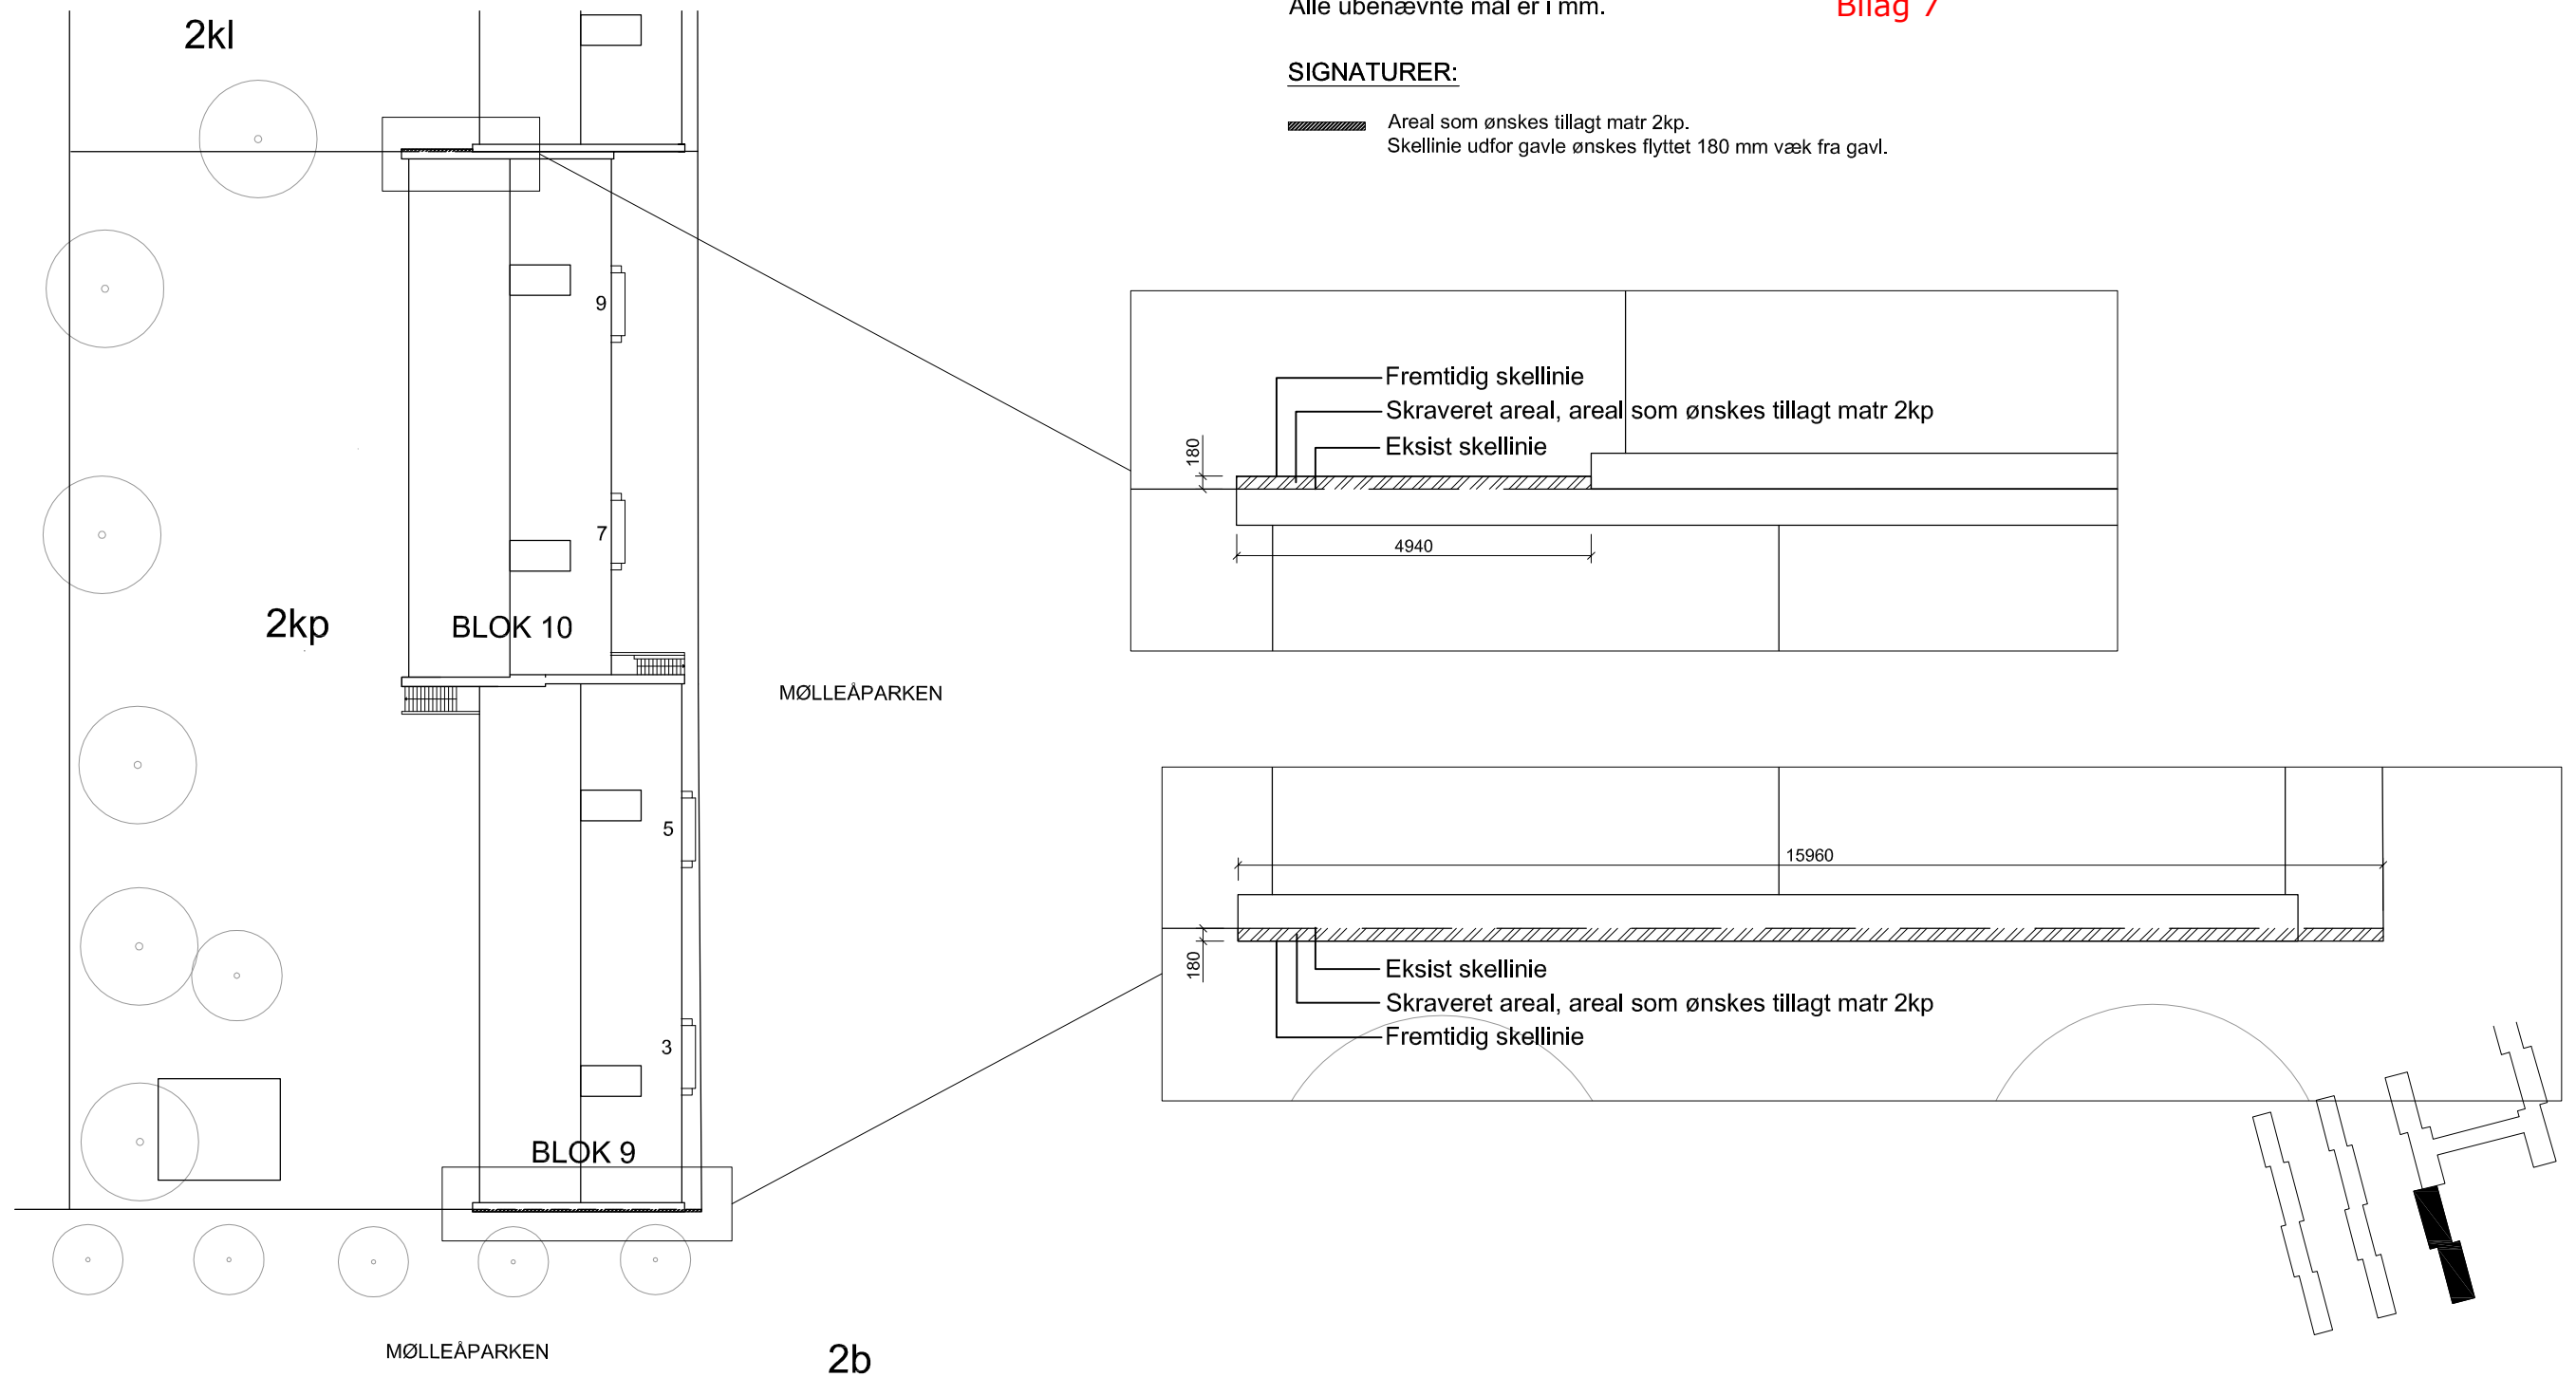 Alle ubenævnte mål er i mm.
Bilag 7
SIGNATURER:
Areal som ønskes tillagt matr 2kp.
Skellinie udfor gavle ønskes flyttet 180 mm væk fra gavl.
2kl
9
7
2kp
BLOK 10
MØLLEÅPARKEN
5
3
BLOK 9
MØLLEÅPARKEN
2b
Fremtidig skellinie
Skraveret areal, areal som ønskes tillagt matr 2kp
Eksist skellinie
180
4940
15960
180
Eksist skellinie
Skraveret areal, areal som ønskes tillagt matr 2kp
Fremtidig skellinie